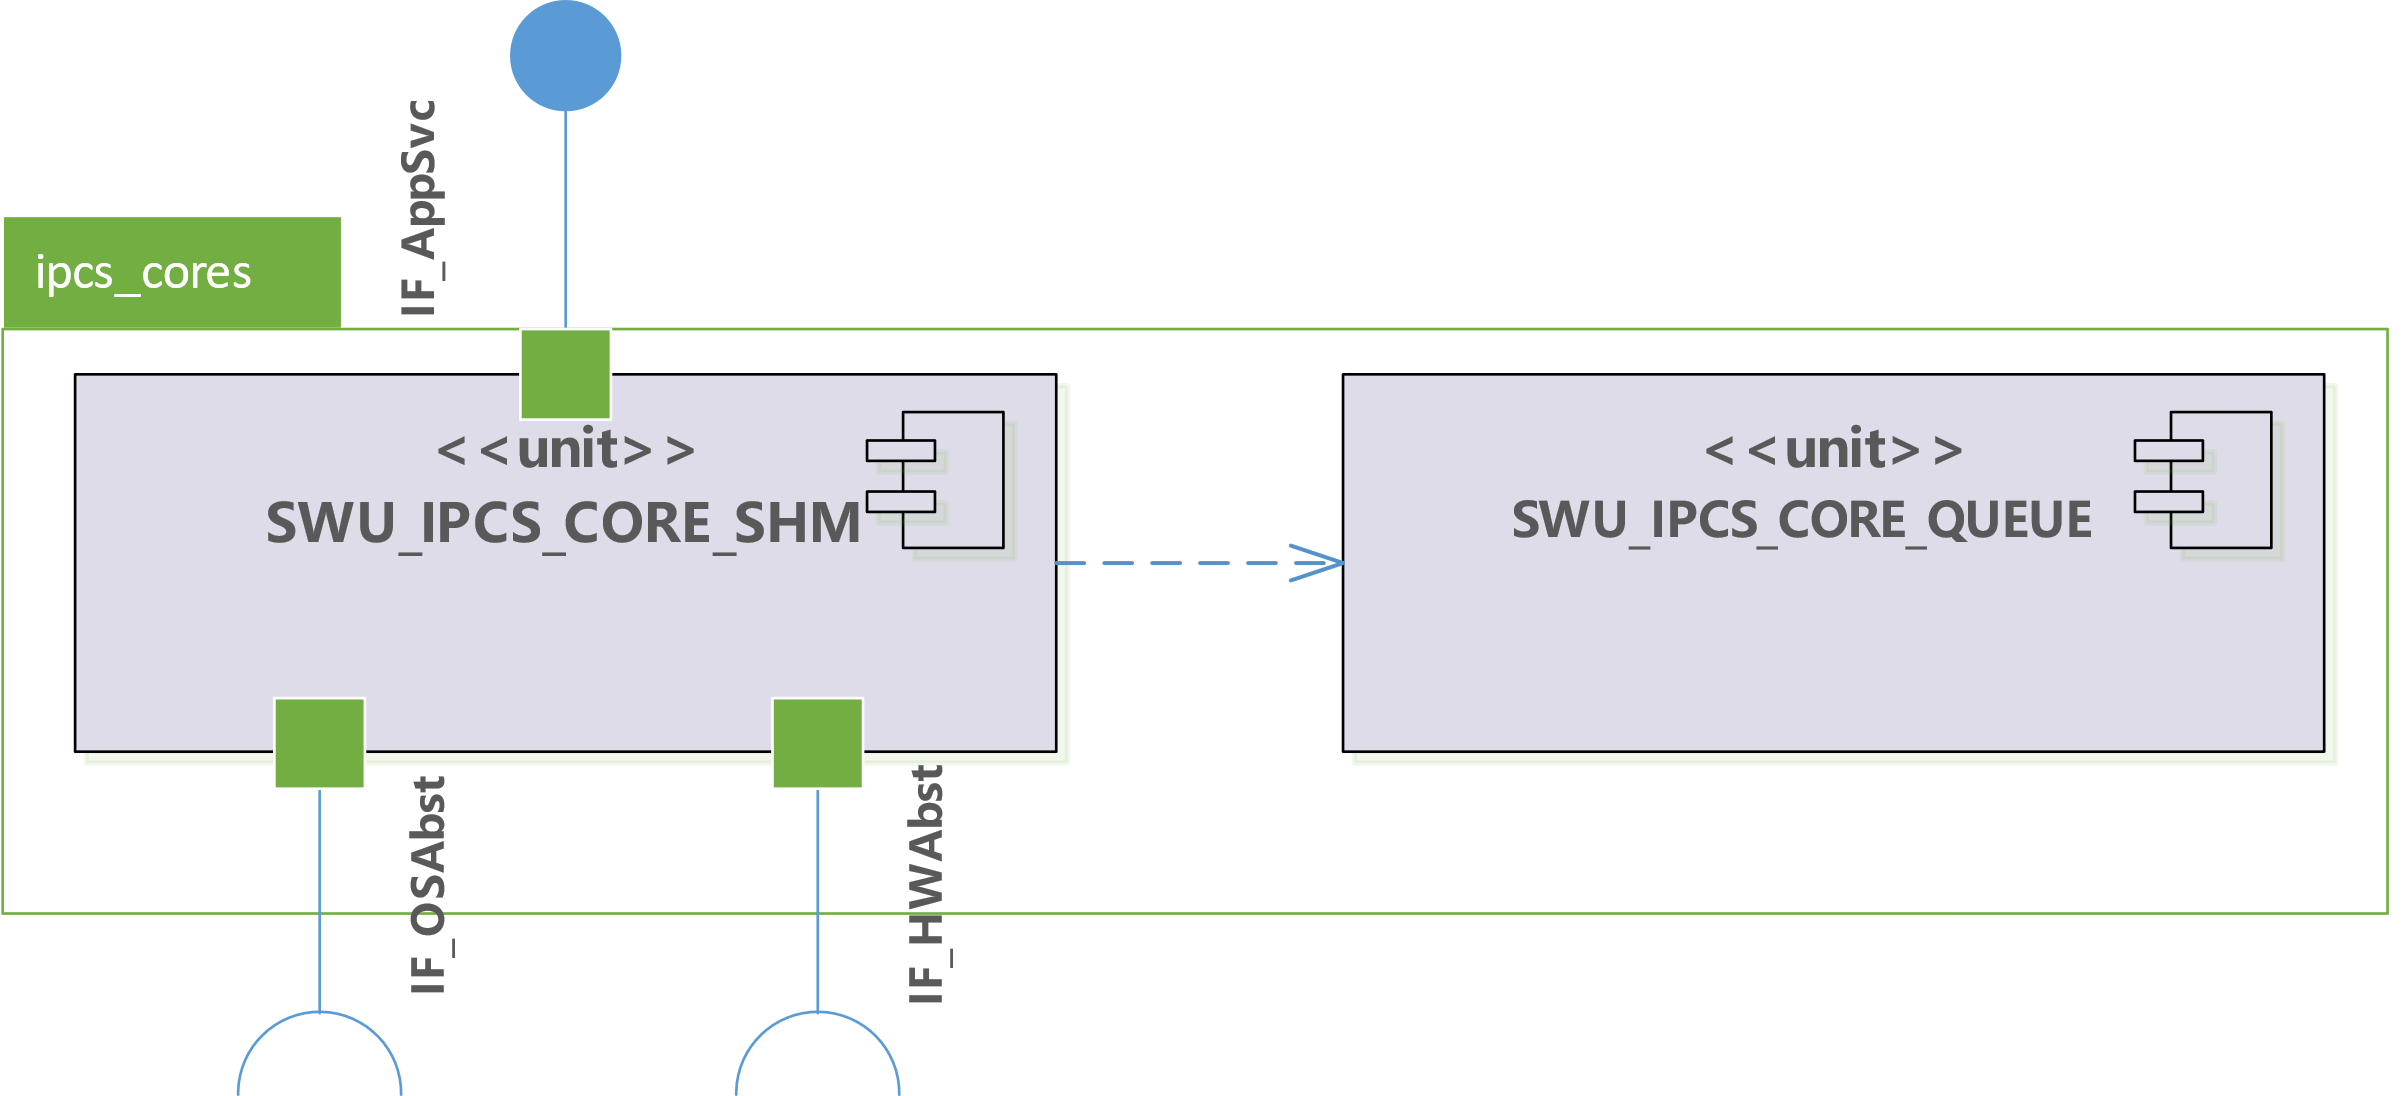 IF_AppSvc
ipcs_cores
<<unit>>
SWU_IPCS_CORE_SHM
<<unit>>
SWU_IPCS_CORE_QUEUE
IF_OSAbst
IF_HWAbst